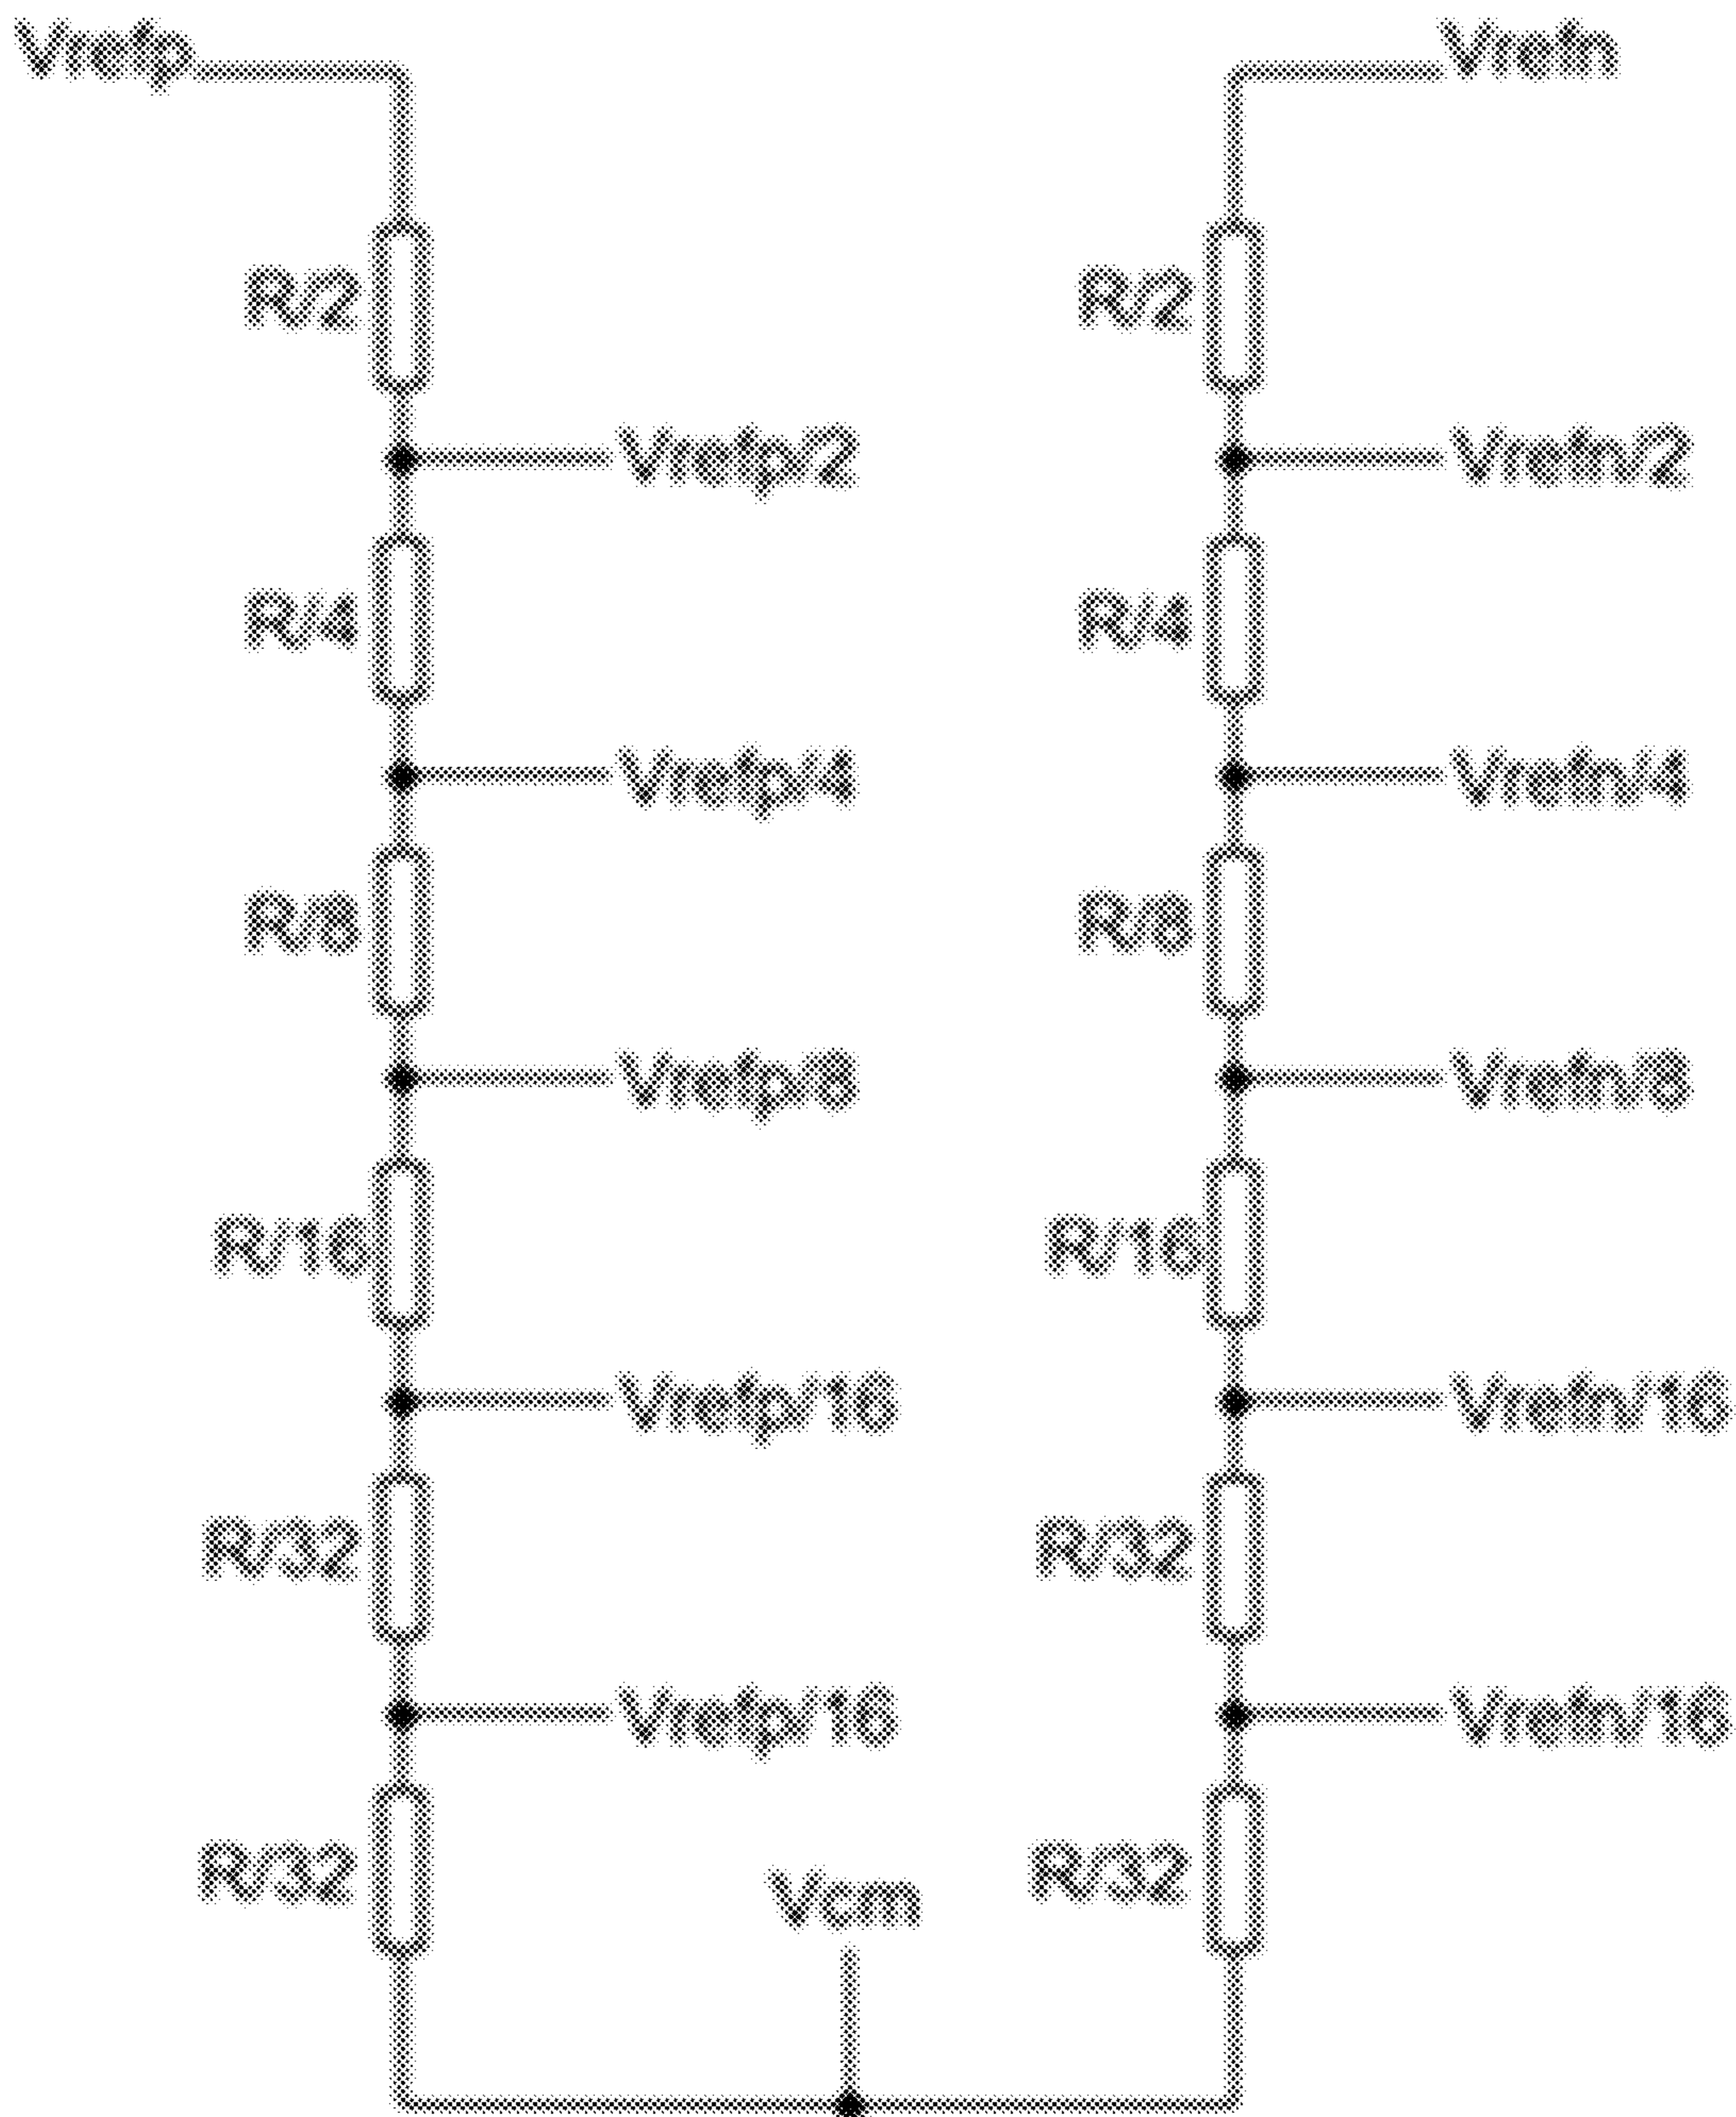 Vrefp Vrefn
R/2 R/2
Vrefp/2 Vrefn/2
R/4 R/4
Vrefp/4 Vrefn/4
R/8 R/8
Vrefp/8 Vrefn/8
R/16 R/16
Vrefp/16 Vrefn/16
R/32 R/32
Vrefp/16 Vrefn/16
R/32 R/32
Vcm